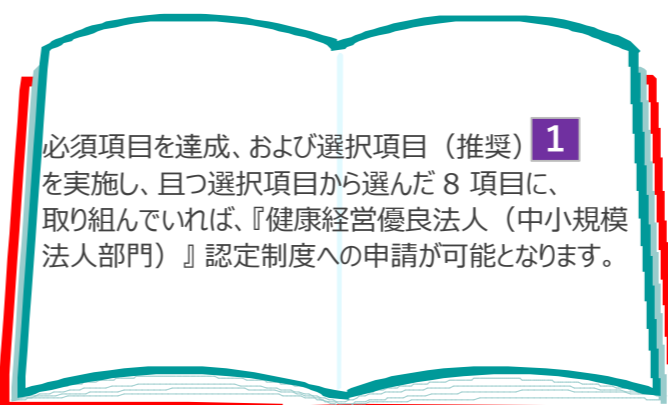 必須項目を達成、および選択項目（推奨） 1
を実施し、且つ選択項目から選んだ 8 項目に、
取り組んでいれば、『健康経営優良法人（中小規模
法人部門）』認定制度への申請が可能となります。